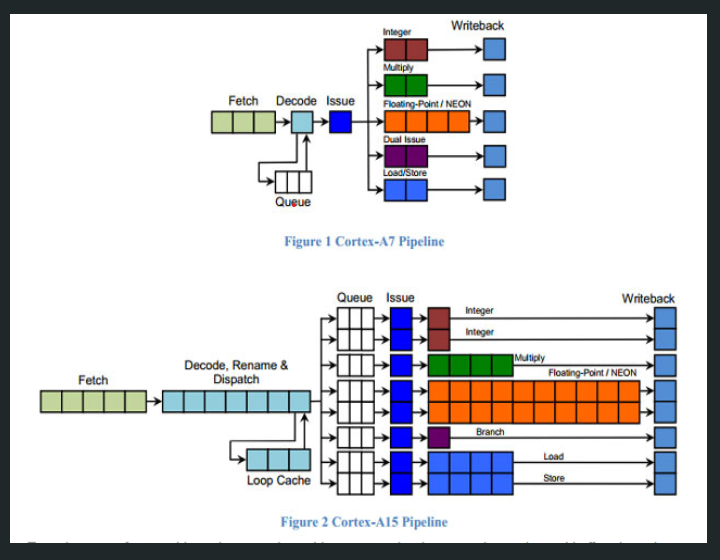 Writeback
Integer
Multiply
Fetch Decode Issue
Floating-Point / NEON
Dual Issue
Load/Store
Queue
Figure 1 Cortex-A7 Pipeline
Queue Issue
Writeback
Integer
Integer
Multiply
Floating-Point / NEON
Decode, Rename &
Dispatch
Fetch
Branch
Load
Loop Cache
Store
Figure 2 Cortex-A15 Pipeline